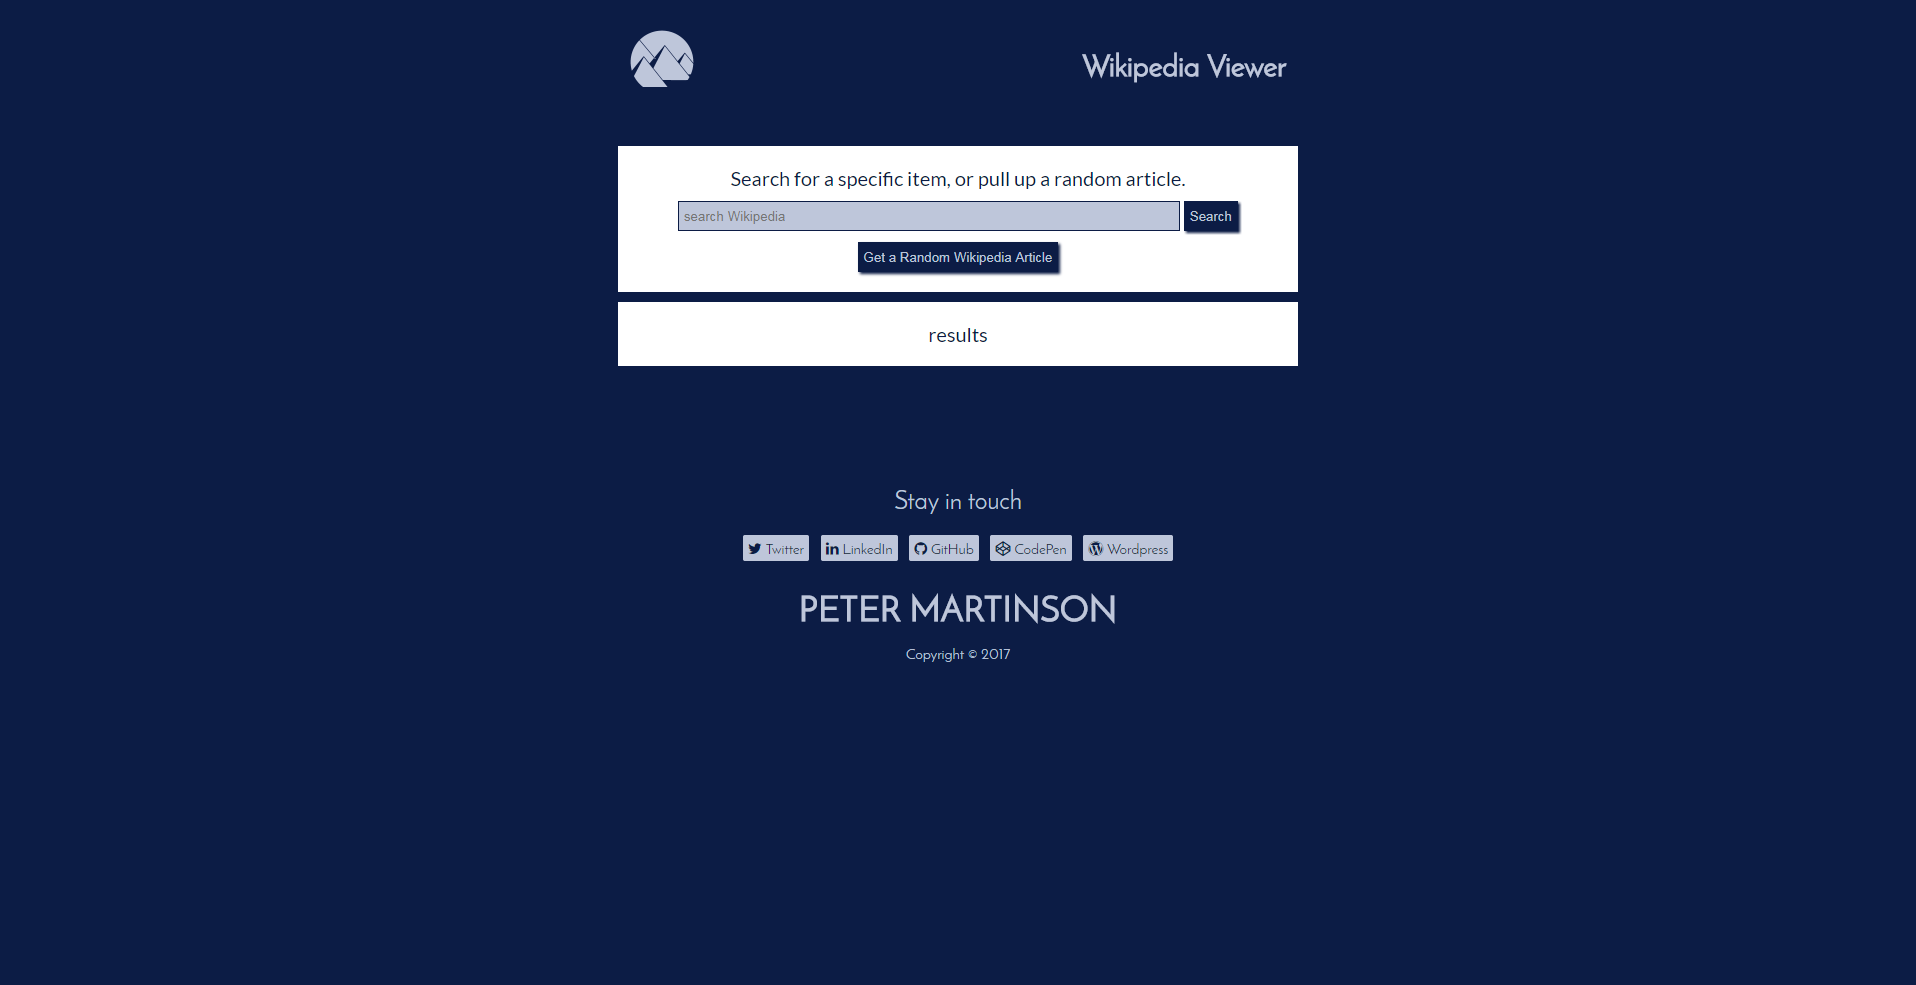 Wikipedia Viewer
Search for a specific item, or pull up a random article.
search Wikipedia Search
Get a Random Wikipedia Article
results
Stay in touch
Twitter LinkedIn GitHub CodePen Wordpress
PETER MARTINSON
Copyright © 2017